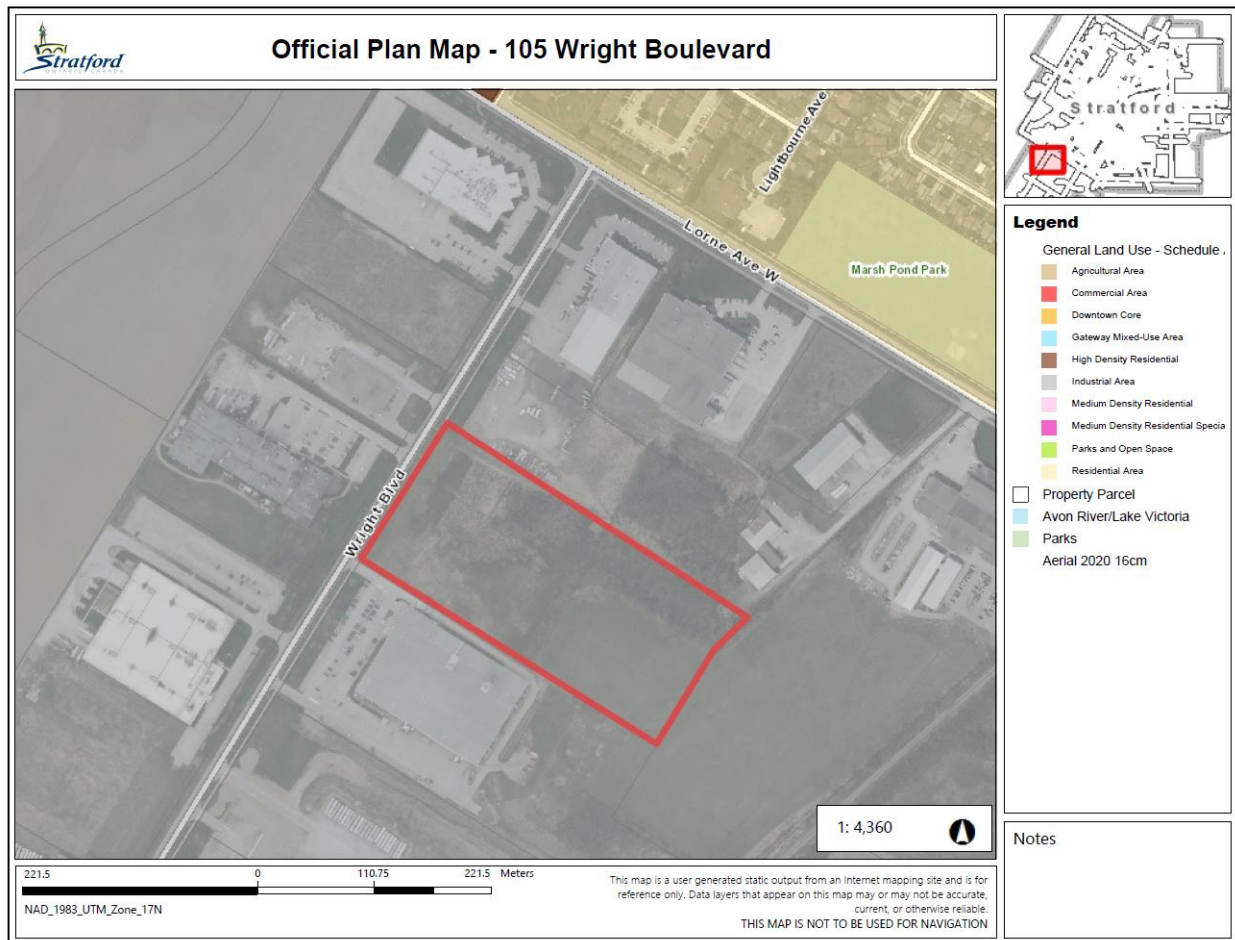 Stratford
ONTARIO CANADA
Official Plan Map - 105 Wright Boulevard
Stratford
Lightbourne Ave
Lorne Ave W
Marsh Pond Park
Wright Blvd
1: 4,360
Legend
General Land Use - Schedule
Agricultural Area
Commercial Area
Downtown Core
Gateway Mixed-Use Area
High Density Residential
Industrial Area
Medium Density Residential
Medium Density Residential Specia
Parks and Open Space
Residential Area
Property Parcel
Avon River/Lake Victoria
Parks
Aerial 2020 16cm
Notes
221.5 0 110.75 221.5 Meters
NAD_1983_UTM_Zone_17N
This map is a user generated static output from an Internet mapping site and is for
reference only. Data layers that appear on this map may or may not be accurate,
current, or otherwise reliable.
THIS MAP IS NOT TO BE USED FOR NAVIGATION